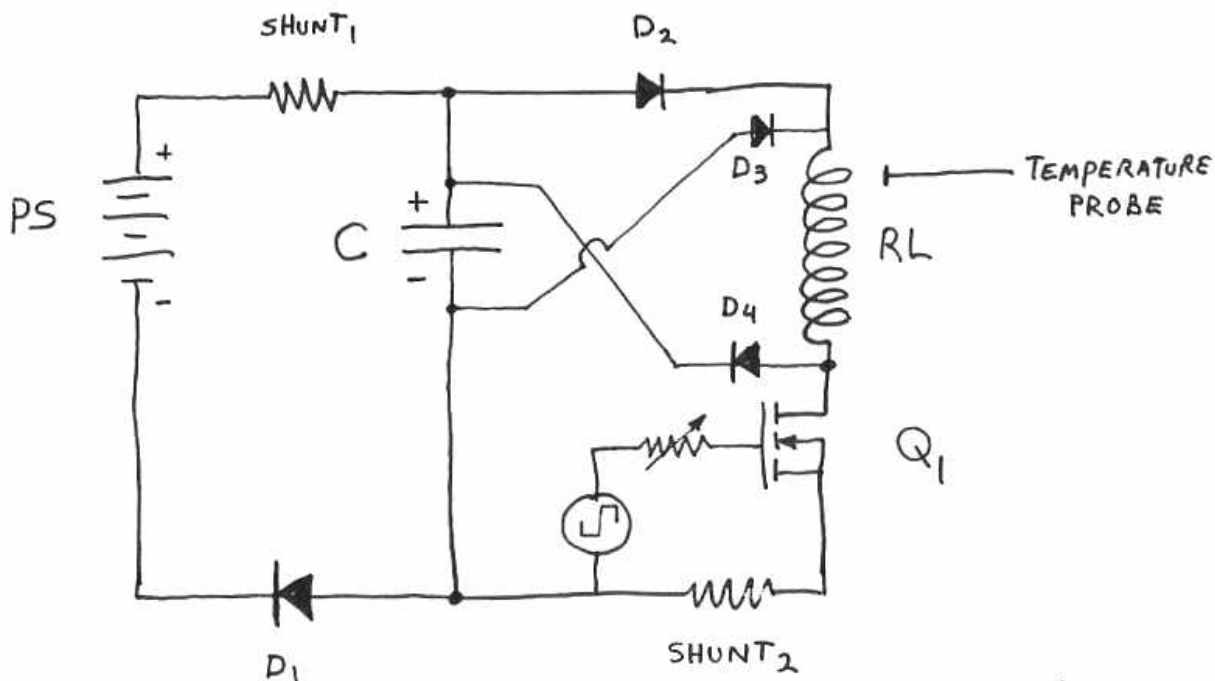 SHUNT1
D2
D3
TEMPERATURE
PROBE
+
PS
+
C
RL
-
-
D4
Q1
D1
SHUNT2